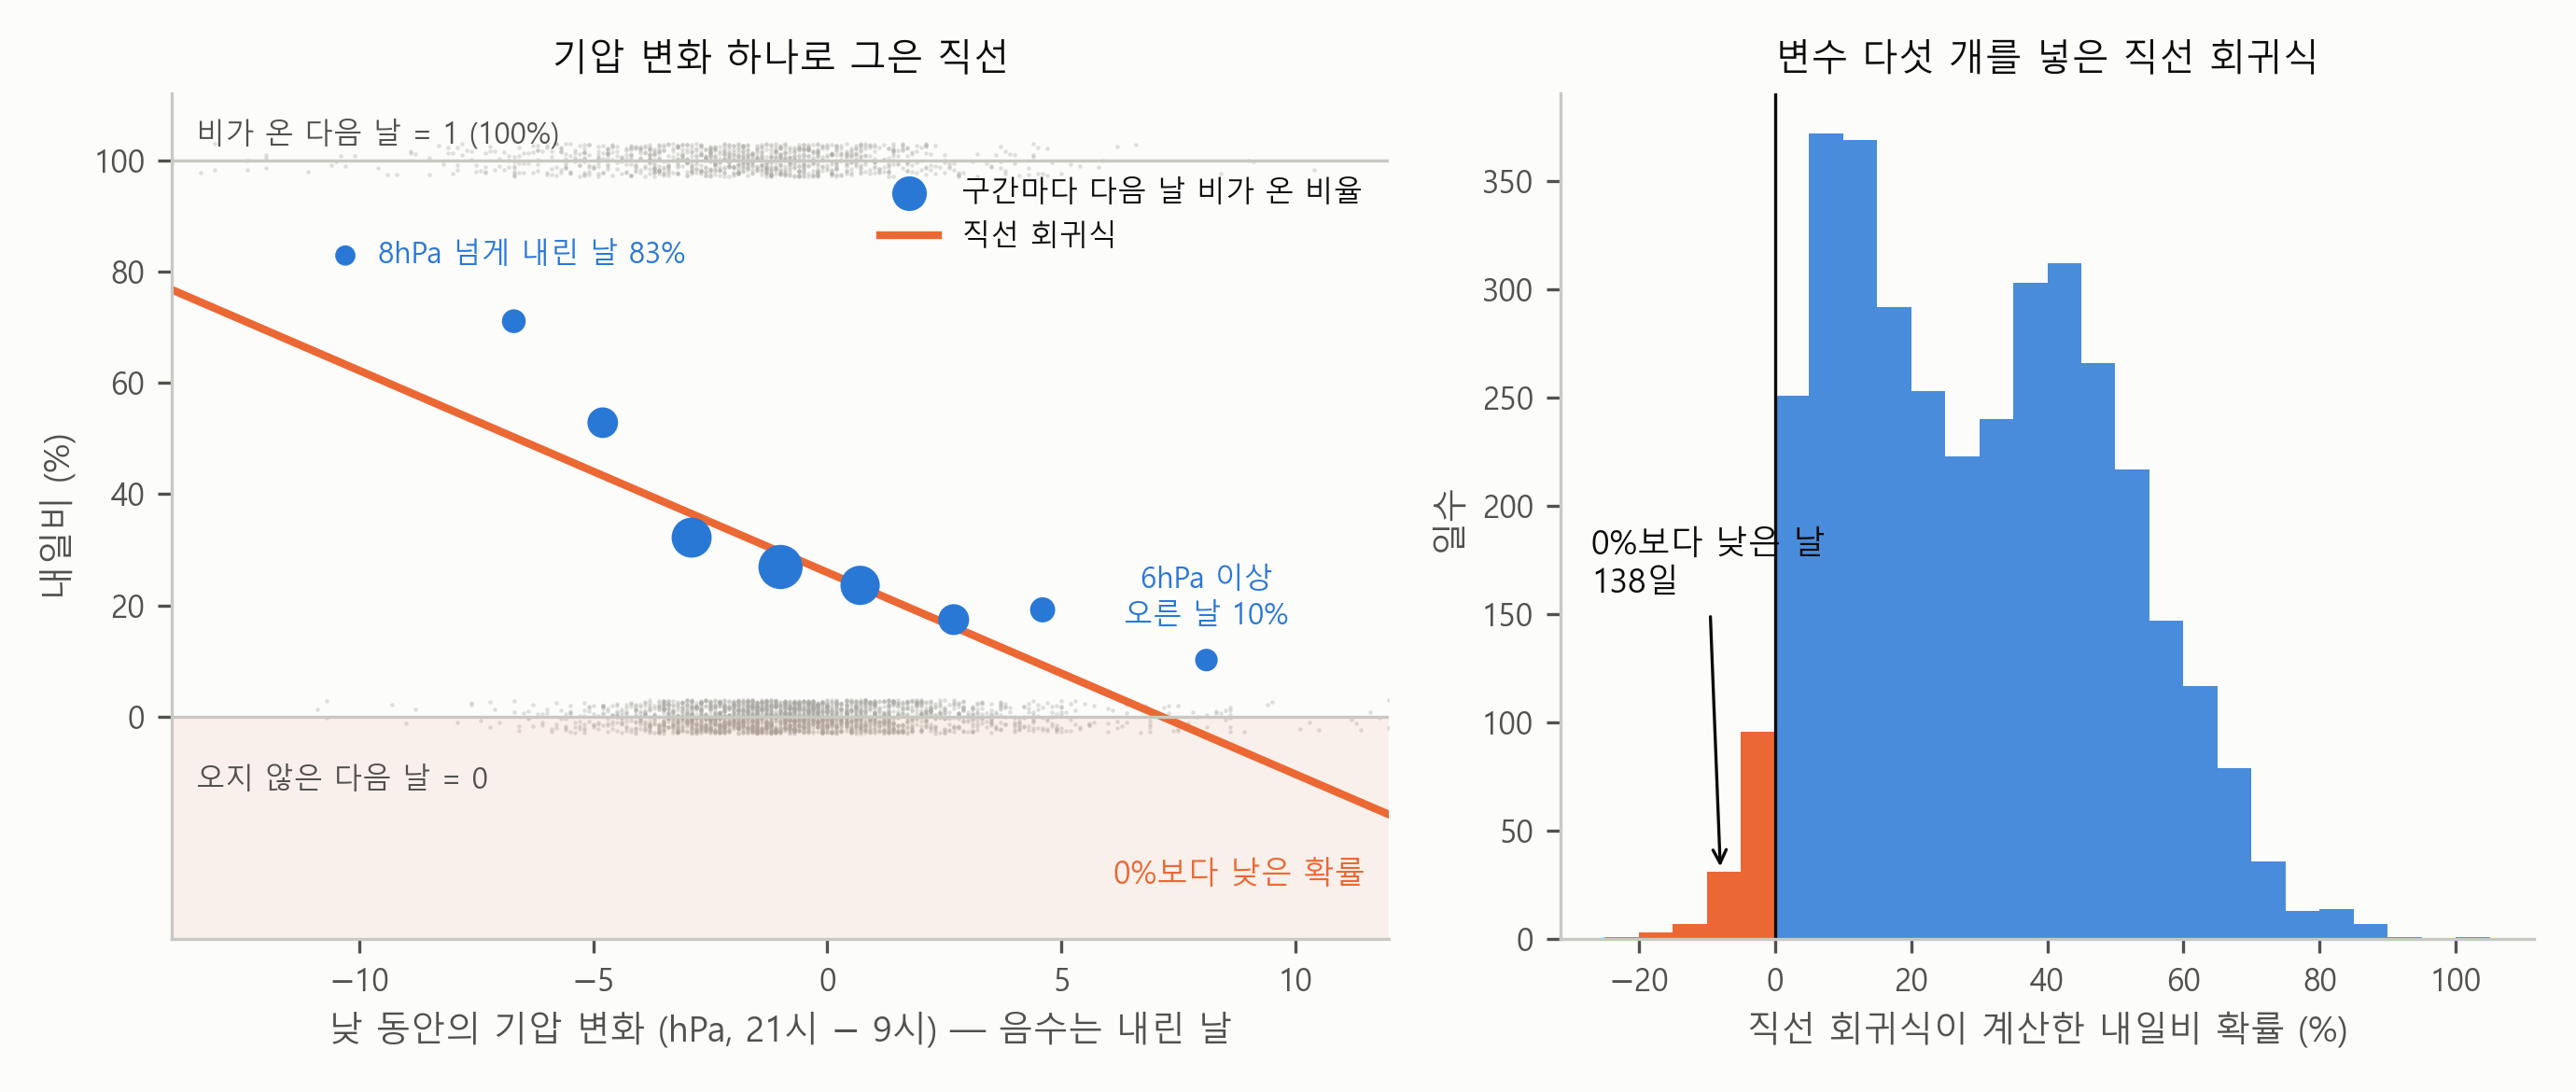 기압 변화 하나로 그은 직선
비가 온 다음 날 = 1 (100%)
구간마다 다음 날 비가 온 비율
직선 회귀식
8hPa 넘게 내린 날 83%
6hPa 이상
오른 날 10%
오지 않은 다음 날 = 0
0%보다 낮은 확률
내일비 (%)
100
80
60
40
20
0
−10
−5
0
5
10
낮 동안의 기압 변화 (hPa, 21시 − 9시) — 음수는 내린 날
변수 다섯 개를 넣은 직선 회귀식
일수
350
300
250
200
150
100
50
0
0%보다 낮은 날
138일
−20
0
20
40
60
80
100
직선 회귀식이 계산한 내일비 확률 (%)